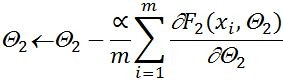 Θ₂ ← Θ₂ − ∝/m ∑_{i=1}^{m} ∂F₂(xᵢ, Θ₂)/∂Θ₂